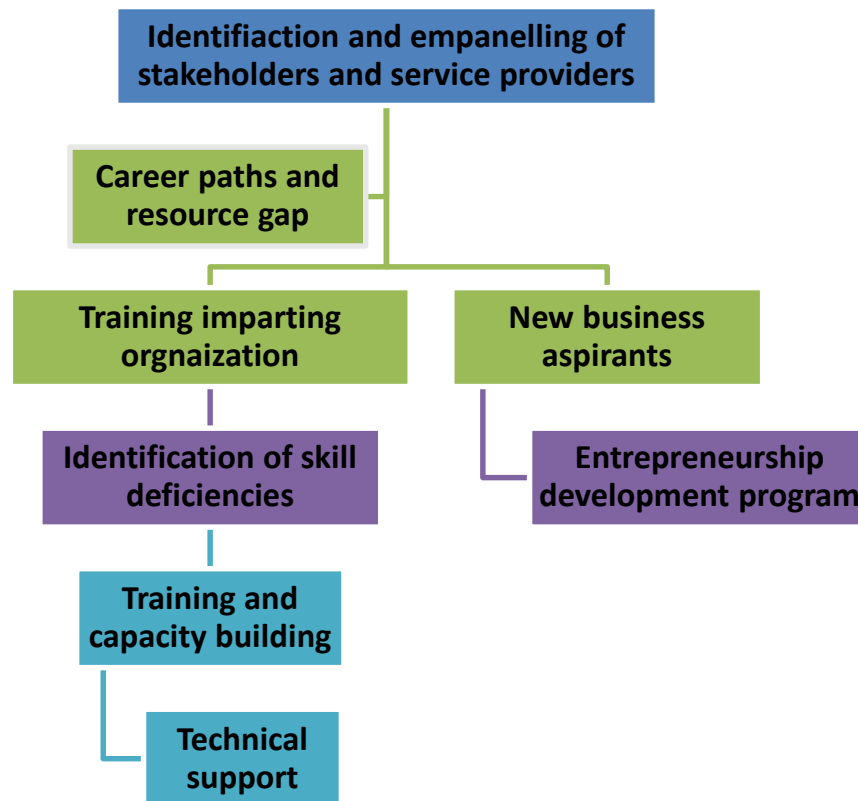 Identifiaction and empanelling of
stakeholders and service providers
Career paths and
resource gap
Training imparting
orgnaization
New business
aspirants
Identification of skill
deficiencies
Entrepreneurship
development program
Training and
capacity building
Technical
support